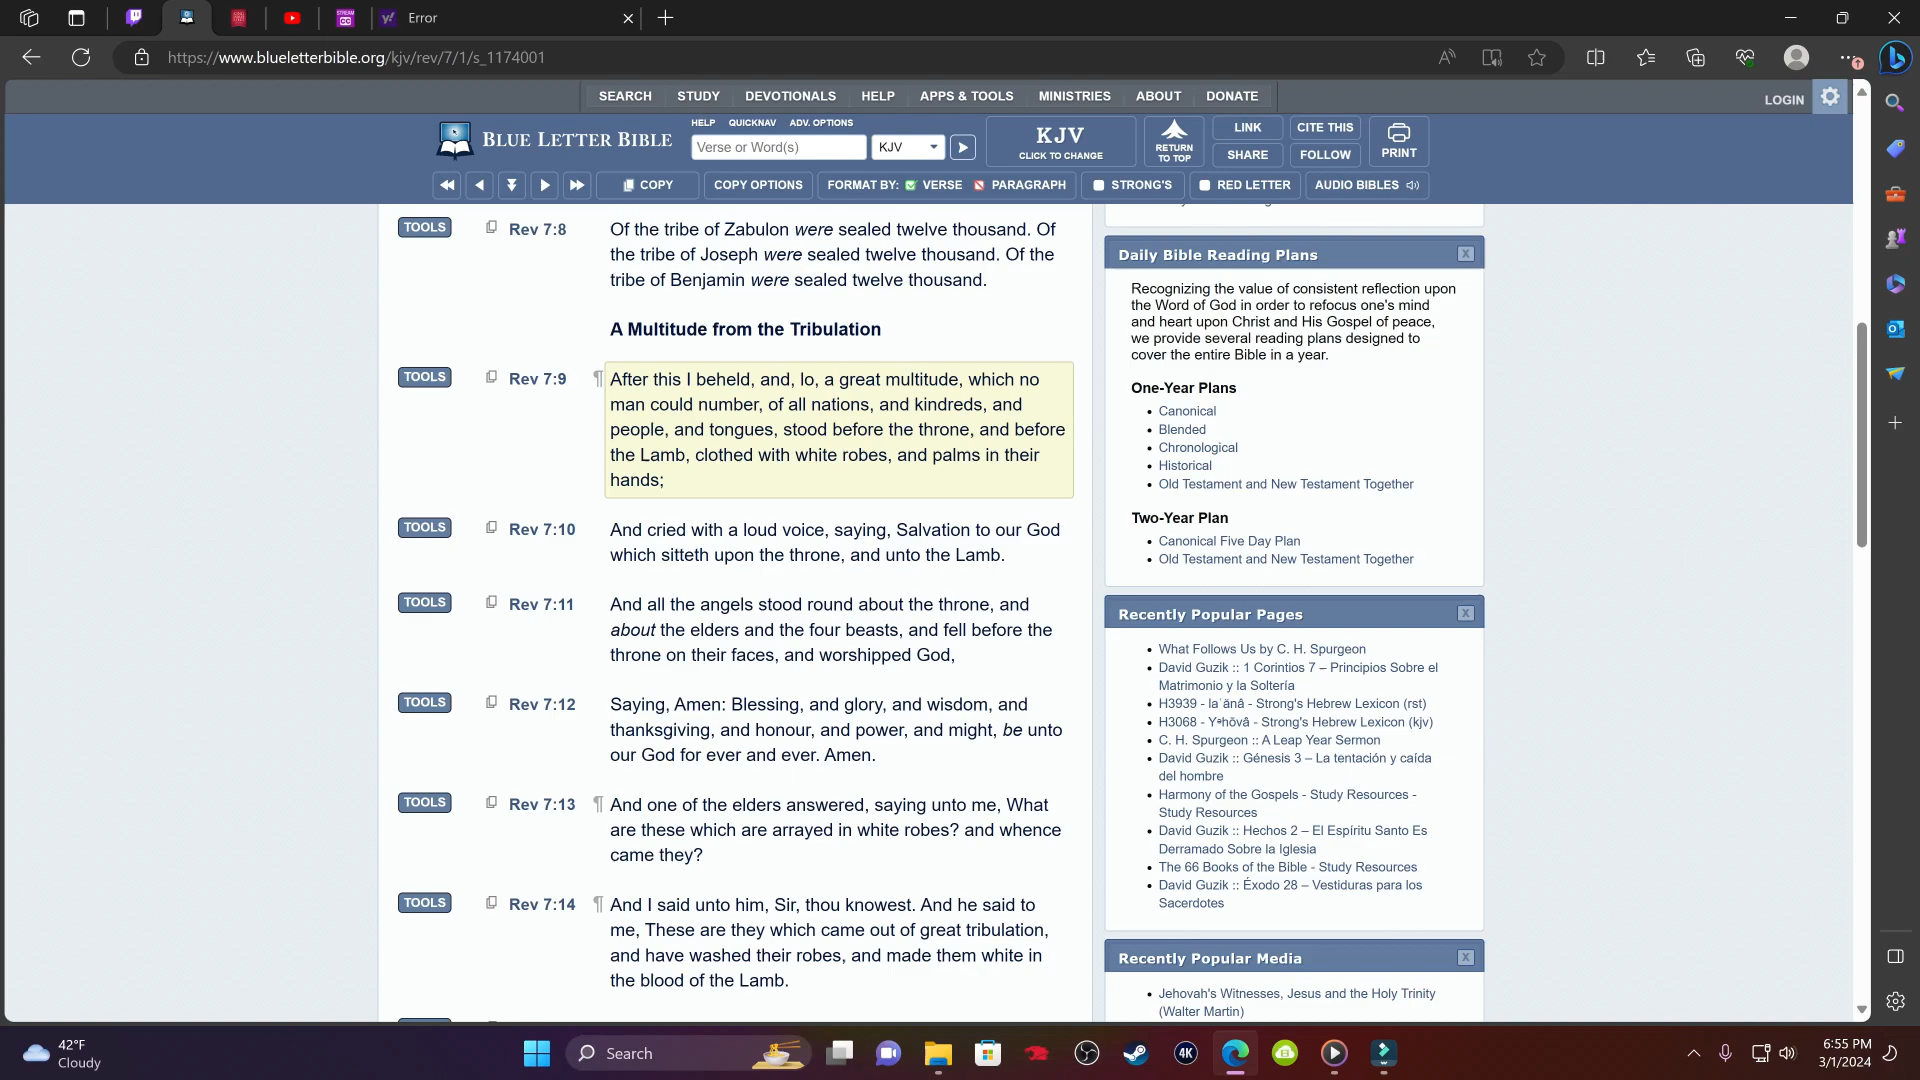 Error
https://www.blueletterbible.org/kjv/rev/7/1/s_1174001
SEARCH STUDY DEVOTIONALS HELP APPS & TOOLS MINISTRIES ABOUT DONATE
LOGIN
BLUE LETTER BIBLE
HELP QUICKNAV ADV. OPTIONS
Verse or Word(s)
KJV
KJV
CLICK TO CHANGE
RETURN
TO TOP
LINK
CITE THIS
SHARE
FOLLOW
PRINT
COPY
COPY OPTIONS
FORMAT BY: VERSE PARAGRAPH
STRONG'S
RED LETTER
AUDIO BIBLES
TOOLS Rev 7:8 Of the tribe of Zabulon were sealed twelve thousand. Of
the tribe of Joseph were sealed twelve thousand. Of the
tribe of Benjamin were sealed twelve thousand.
A Multitude from the Tribulation
TOOLS Rev 7:9 ¶ After this I beheld, and, lo, a great multitude, which no
man could number, of all nations, and kindreds, and
people, and tongues, stood before the throne, and before
the Lamb, clothed with white robes, and palms in their
hands;
TOOLS Rev 7:10 And cried with a loud voice, saying, Salvation to our God
which sitteth upon the throne, and unto the Lamb.
TOOLS Rev 7:11 And all the angels stood round about the throne, and
about the elders and the four beasts, and fell before the
throne on their faces, and worshipped God,
TOOLS Rev 7:12 Saying, Amen: Blessing, and glory, and wisdom, and
thanksgiving, and honour, and power, and might, be unto
our God for ever and ever. Amen.
TOOLS Rev 7:13 ¶ And one of the elders answered, saying unto me, What
are these which are arrayed in white robes? and whence
came they?
TOOLS Rev 7:14 ¶ And I said unto him, Sir, thou knowest. And he said to
me, These are they which came out of great tribulation,
and have washed their robes, and made them white in
the blood of the Lamb.
Daily Bible Reading Plans X
Recognizing the value of consistent reflection upon
the Word of God in order to refocus one's mind
and heart upon Christ and His Gospel of peace,
we provide several reading plans designed to
cover the entire Bible in a year.
One-Year Plans
• Canonical
• Blended
• Chronological
• Historical
• Old Testament and New Testament Together
Two-Year Plan
• Canonical Five Day Plan
• Old Testament and New Testament Together
Recently Popular Pages X
• What Follows Us by C. H. Spurgeon
• David Guzik :: 1 Corintios 7 – Principios Sobre el
Matrimonio y la Soltería
• H3939 - laʿănâ - Strong's Hebrew Lexicon (rst)
• H3068 - Yᵊhōvâ - Strong's Hebrew Lexicon (kjv)
• C. H. Spurgeon :: A Leap Year Sermon
• David Guzik :: Génesis 3 – La tentación y caída
del hombre
• Harmony of the Gospels - Study Resources -
Study Resources
• David Guzik :: Hechos 2 – El Espíritu Santo Es
Derramado Sobre la Iglesia
• The 66 Books of the Bible - Study Resources
• David Guzik :: Éxodo 28 – Vestiduras para los
Sacerdotes
Recently Popular Media X
• Jehovah's Witnesses, Jesus and the Holy Trinity
(Walter Martin)
42°F
Cloudy
Search
4K
6:55 PM
3/1/2024